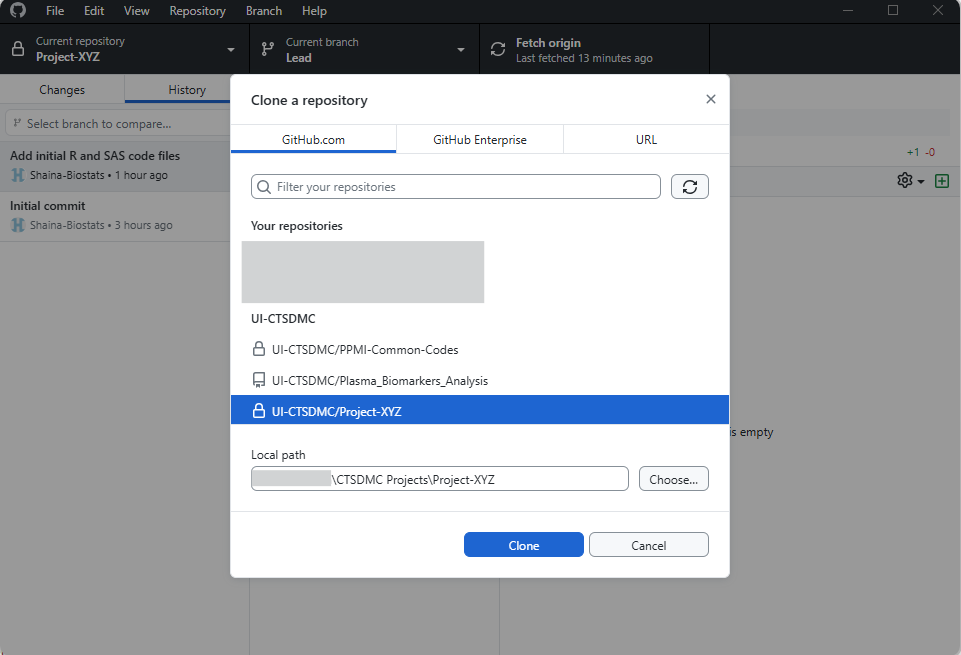 File Edit View Repository Branch Help
Current repository
Project-XYZ
Current branch
Lead
Fetch origin
Last fetched 13 minutes ago
Changes
History
Select branch to compare...
Add initial R and SAS code files
Shaina-Biostats • 1 hour ago
Initial commit
Shaina-Biostats • 3 hours ago
+1 -0
is empty
Clone a repository
GitHub.com
GitHub Enterprise
URL
Filter your repositories
Your repositories
UI-CTSDMC
UI-CTSDMC/PPMI-Common-Codes
UI-CTSDMC/Plasma_Biomarkers_Analysis
UI-CTSDMC/Project-XYZ
Local path
\CTSDMC Projects\Project-XYZ
Choose...
Clone
Cancel